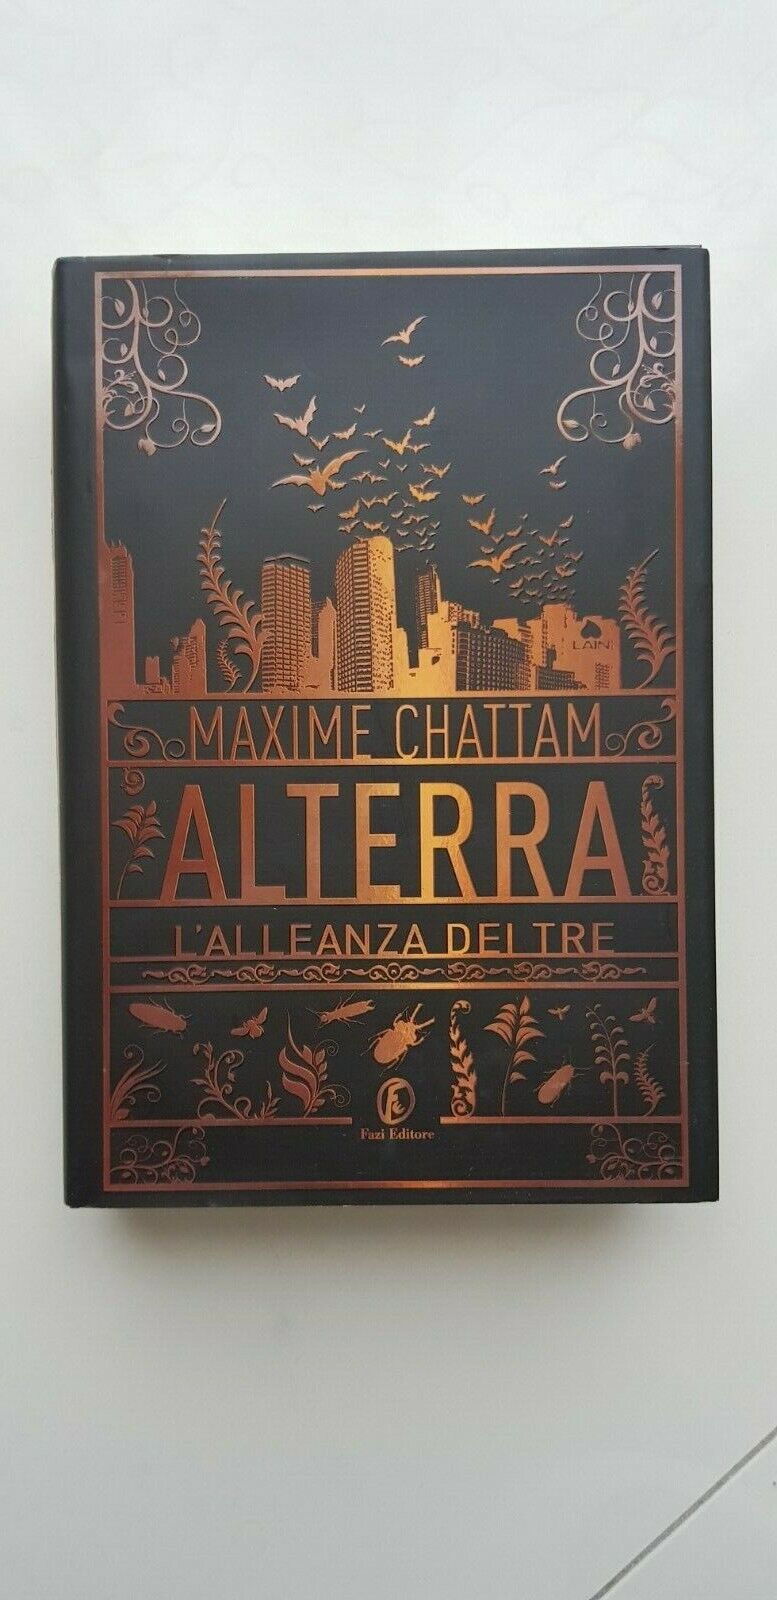 LAIN
MAXIME CHATTAM
ALTERRA
L'ALLEANZA DEI TRE
Fazi Editore